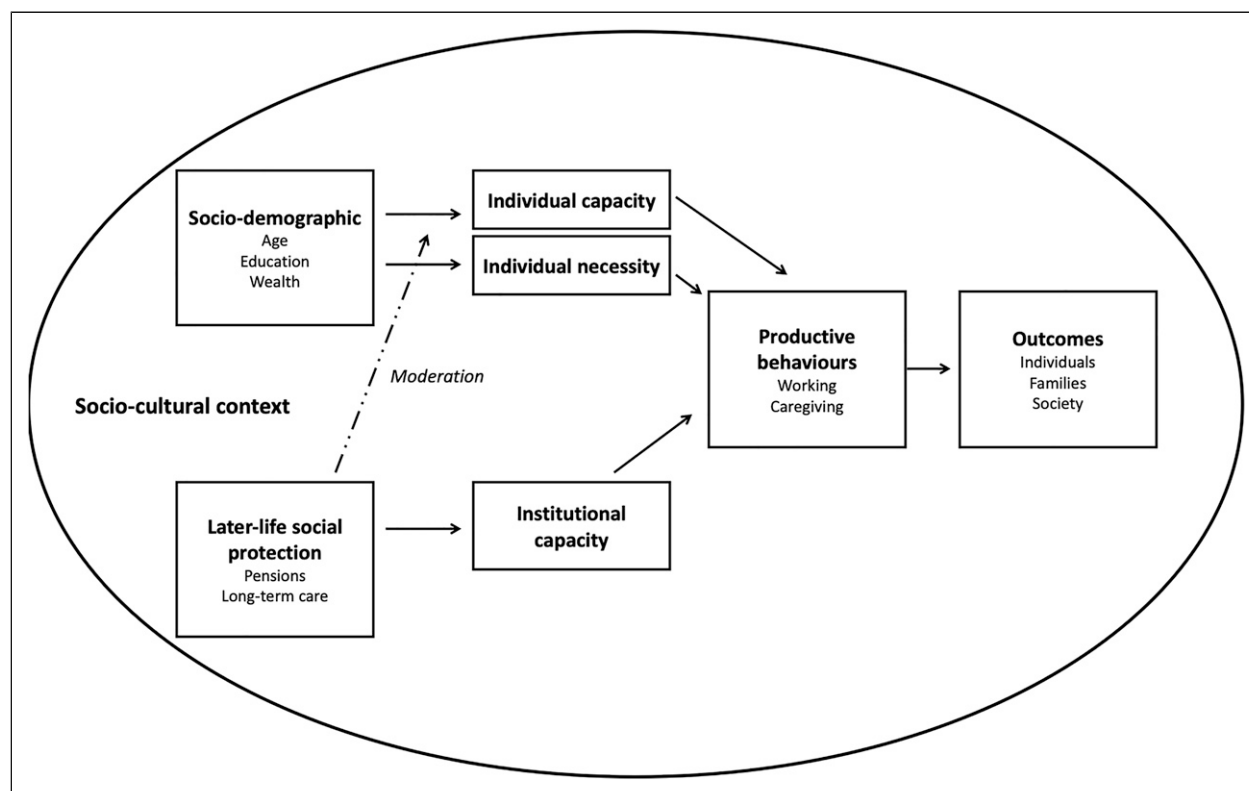 Socio-demographic
Age
Education
Wealth
Individual capacity
Individual necessity
Productive
behaviours
Working
Caregiving
Outcomes
Individuals
Families
Society
Moderation
Socio-cultural context
Later-life social
protection
Pensions
Long-term care
Institutional
capacity